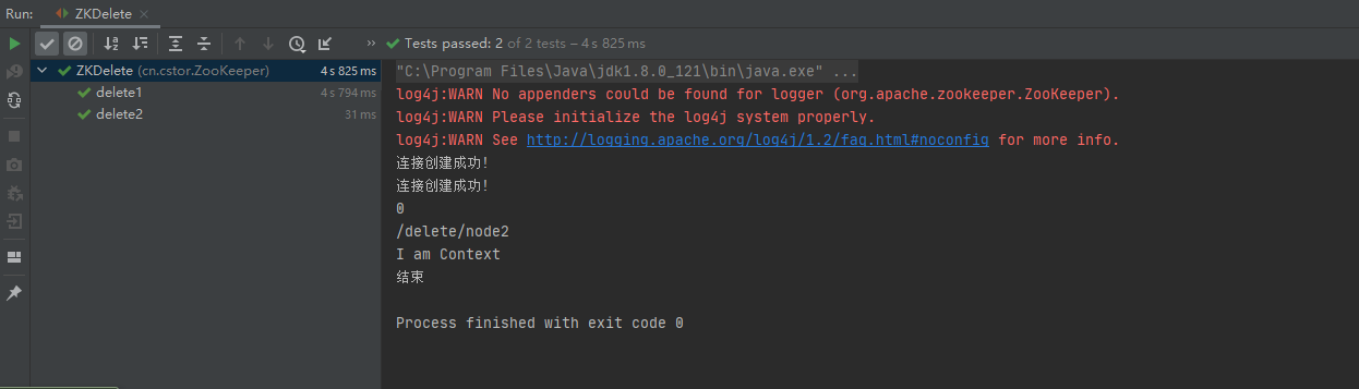 Run: ZKDelete
Tests passed: 2 of 2 tests – 4 s 825 ms
ZKDelete (cn.cstor.ZooKeeper) 4 s 825 ms
delete1 4 s 794 ms
delete2 31 ms
"C:\Program Files\Java\jdk1.8.0_121\bin\java.exe" ...
log4j:WARN No appenders could be found for logger (org.apache.zookeeper.ZooKeeper).
log4j:WARN Please initialize the log4j system properly.
log4j:WARN See http://logging.apache.org/log4j/1.2/faq.html#noconfig for more info.
连接创建成功!
连接创建成功!
0
/delete/node2
I am Context
结束
Process finished with exit code 0